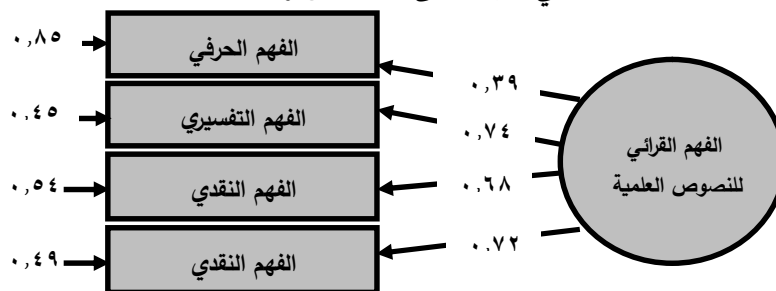 ٠,٨٥
الفهم الحرفي
٠,٣٩
٠,٤٥
الفهم التفسيري
٠,٧٤
الفهم القرائي
للنصوص العلمية
٠,٥٤
الفهم النقدي
٠,٦٨
٠,٤٩
الفهم النقدي
٠,٧٢